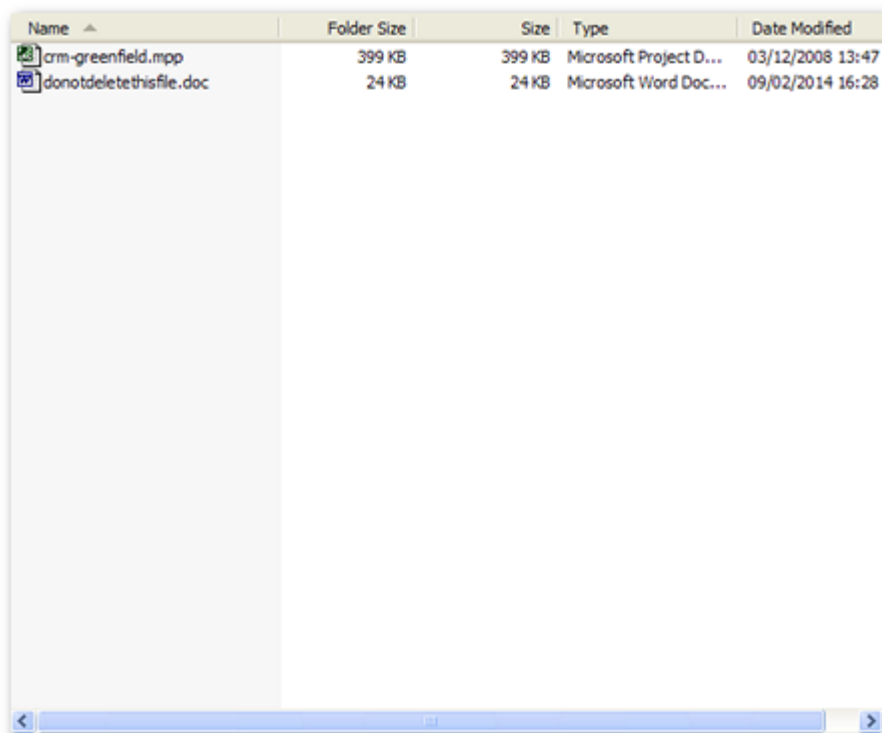 Name Folder Size Size Type Date Modified
crm-greenfield.mpp 399 KB 399 KB Microsoft Project D... 03/12/2008 13:47
donotdeletethisfile.doc 24 KB 24 KB Microsoft Word Doc... 09/02/2014 16:28